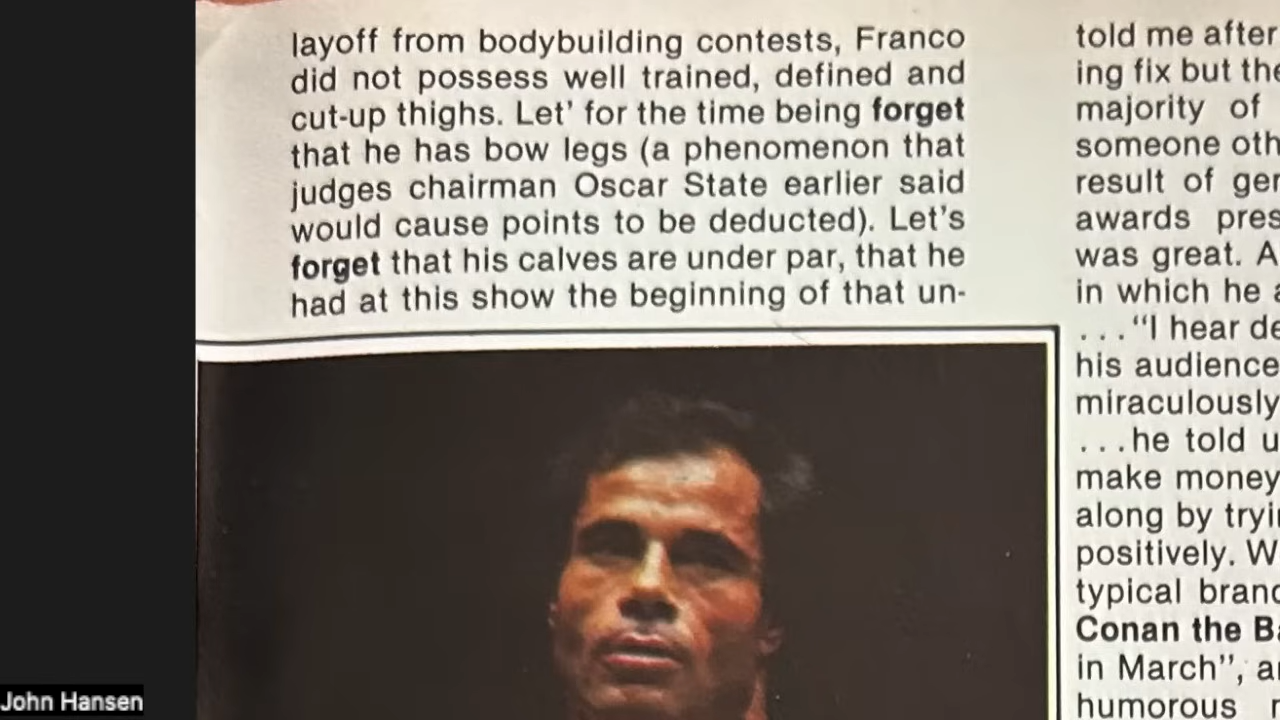 layoff from bodybuilding contests, Franco
did not possess well trained, defined and
cut-up thighs. Let' for the time being forget
that he has bow legs (a phenomenon that
judges chairman Oscar State earlier said
would cause points to be deducted). Let's
forget that his calves are under par, that he
had at this show the beginning of that un-
told me after
ing fix but the
majority of
someone oth
result of ger
awards pres
was great. A
in which he a
..."I hear de
his audience
miraculously
...he told u
make money
along by tryi
positively. W
typical brand
Conan the Ba
in March", a
humorous
John Hansen